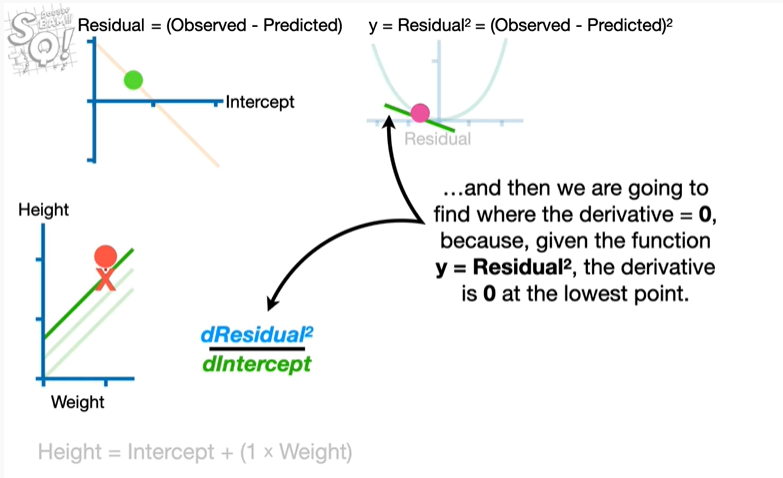 StatQuest!
Residual = (Observed - Predicted)
y = Residual² = (Observed - Predicted)²
Intercept
Residual
...and then we are going to
find where the derivative = 0,
because, given the function
y = Residual², the derivative
is 0 at the lowest point.
Height
X
Weight
dResidual²
dIntercept
Height = Intercept + (1 × Weight)